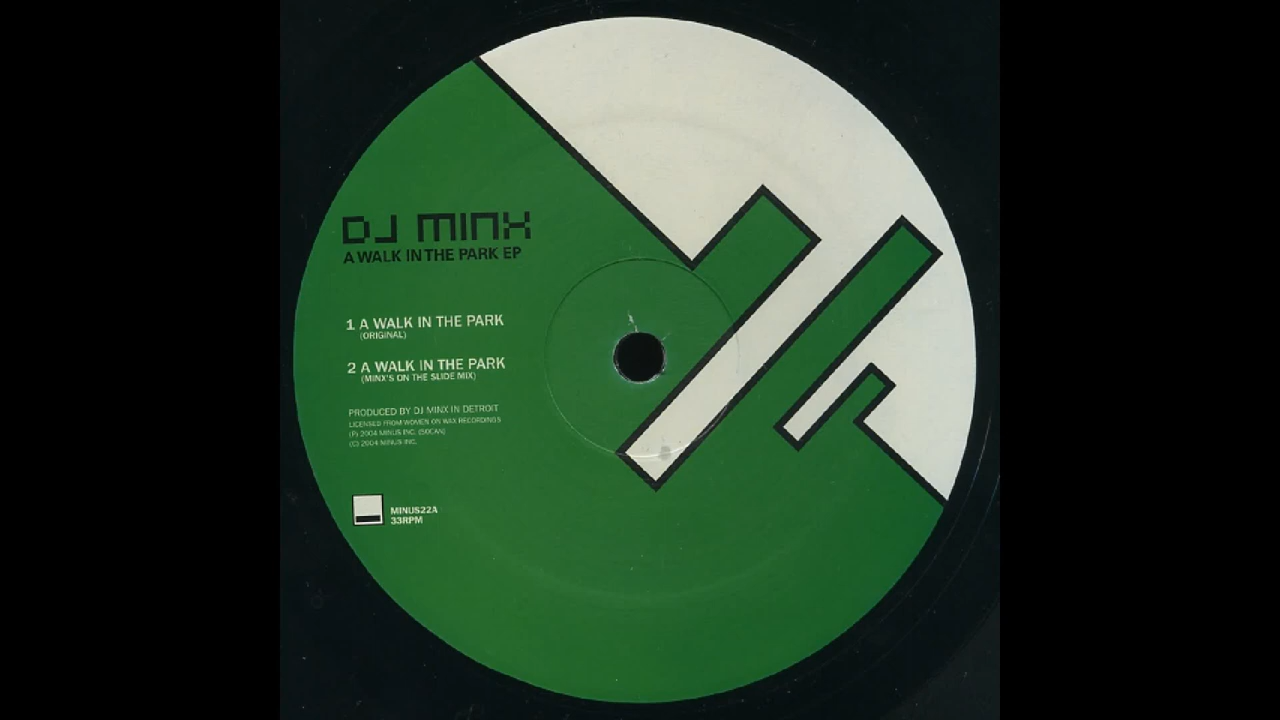 DJ MINX
A WALK IN THE PARK EP
1 A WALK IN THE PARK
(ORIGINAL)
2 A WALK IN THE PARK
(MINX'S ON THE SLIDE MIX)
PRODUCED BY DJ MINX IN DETROIT
LICENSED FROM WOMEN ON WAX RECORDINGS
(P) 2004 MINUS INC. (SOCAN)
(C) 2004 MINUS INC.
MINUS22A
33RPM